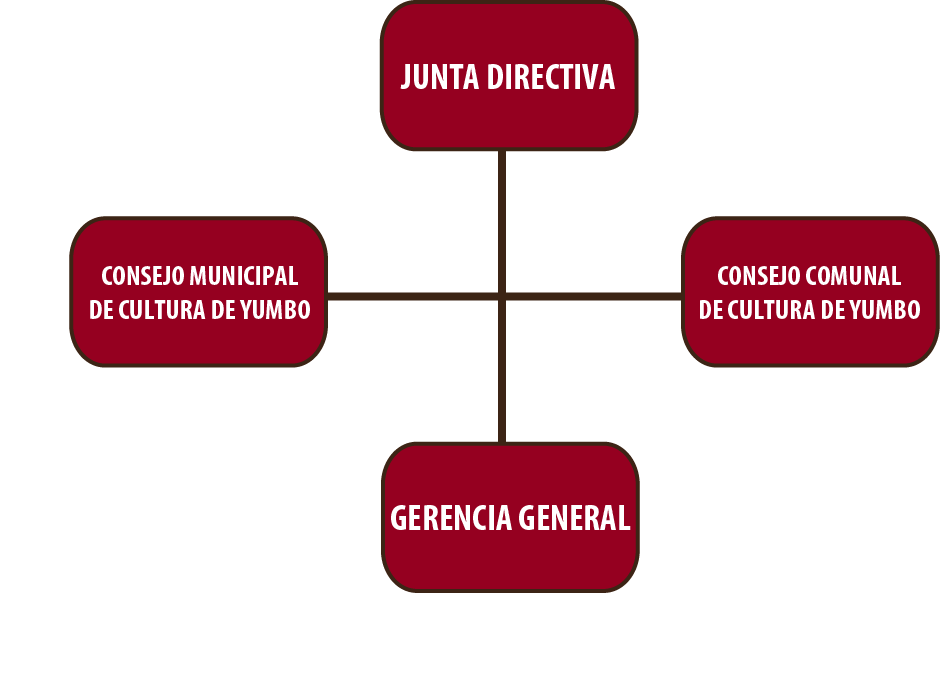 JUNTA DIRECTIVA
CONSEJO MUNICIPAL
DE CULTURA DE YUMBO
CONSEJO COMUNAL
DE CULTURA DE YUMBO
GERENCIA GENERAL